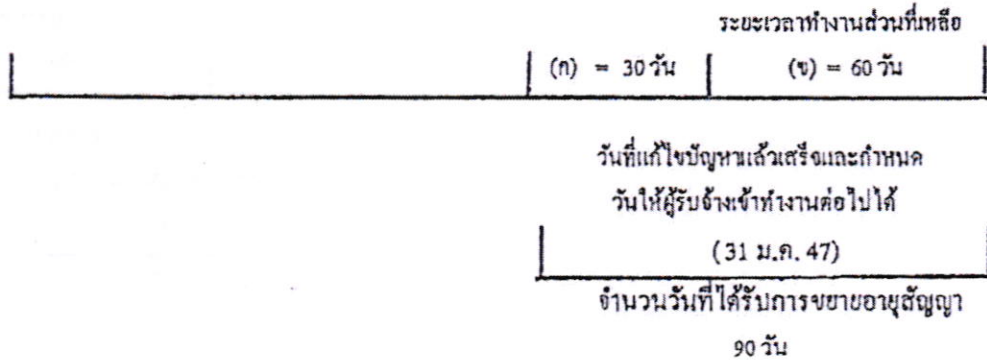 ระยะเวลาทำงานส่วนที่เหลือ
(ก) = 30 วัน (ข) = 60 วัน
วันที่แก้ไขปัญหาแล้วเสร็จและกำหนด
วันให้ผู้รับจ้างเข้าทำงานต่อไปได้
(31 ม.ค. 47)
จำนวนวันที่ได้รับการขยายอายุสัญญา
90 วัน